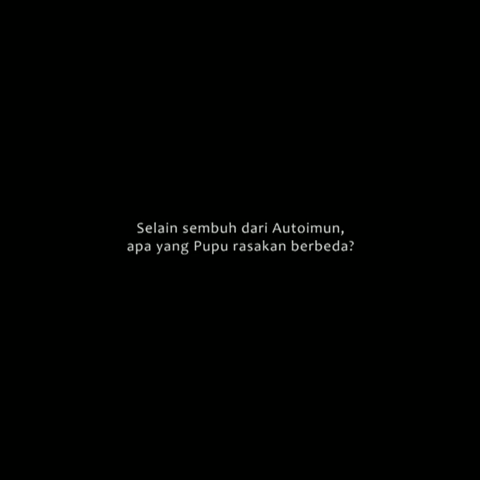 Selain sembuh dari Autoimun,
apa yang Pupu rasakan berbeda?